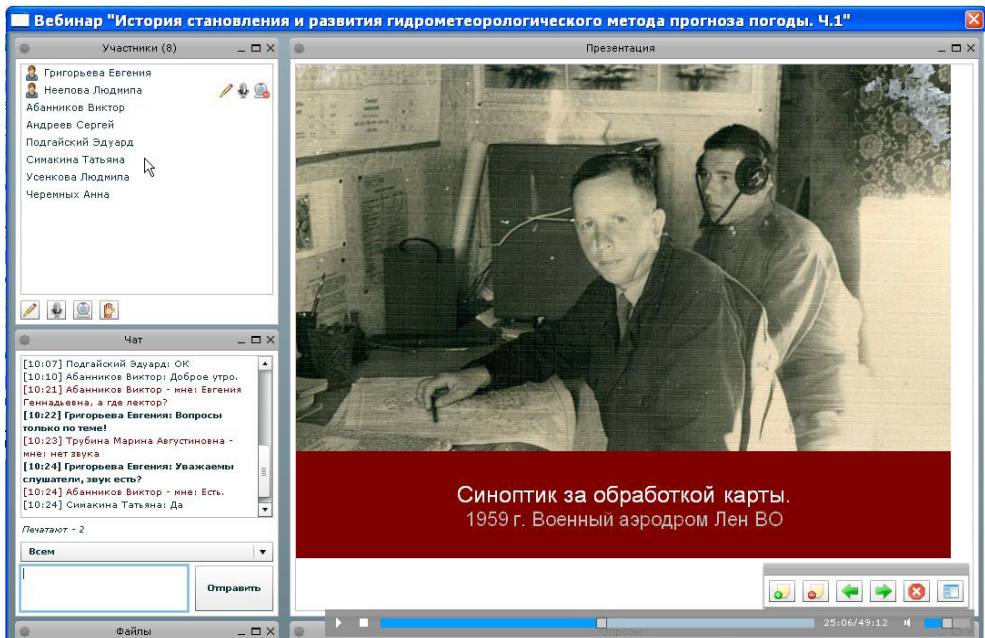 Вебинар "История становления и развития гидрометеорологического метода прогноза погоды. Ч.1"
Участники (8)
Григорьева Евгения
Неелова Людмила
Абанников Виктор
Андреев Сергей
Подгайский Эдуард
Симакина Татьяна
Усенкова Людмила
Черемных Анна
Чат
[10:07] Подгайский Эдуард: ОК
[10:10] Абанников Виктор: Доброе утро.
[10:21] Абанников Виктор - мне: Евгения
Геннадьевна, а где лектор?
[10:22] Григорьева Евгения: Вопросы
только по теме!
[10:23] Трубина Марина Августиновна -
мне: нет звука
[10:24] Григорьева Евгения: Уважаемы
слушатели, звук есть?
[10:24] Абанников Виктор - мне: Есть.
[10:24] Симакина Татьяна: Да
Печатают - 2
Всем
Отправить
Файлы
Презентация
Синоптик за обработкой карты.
1959 г. Военный аэродром Лен ВО
Опросы
25:06/49:12